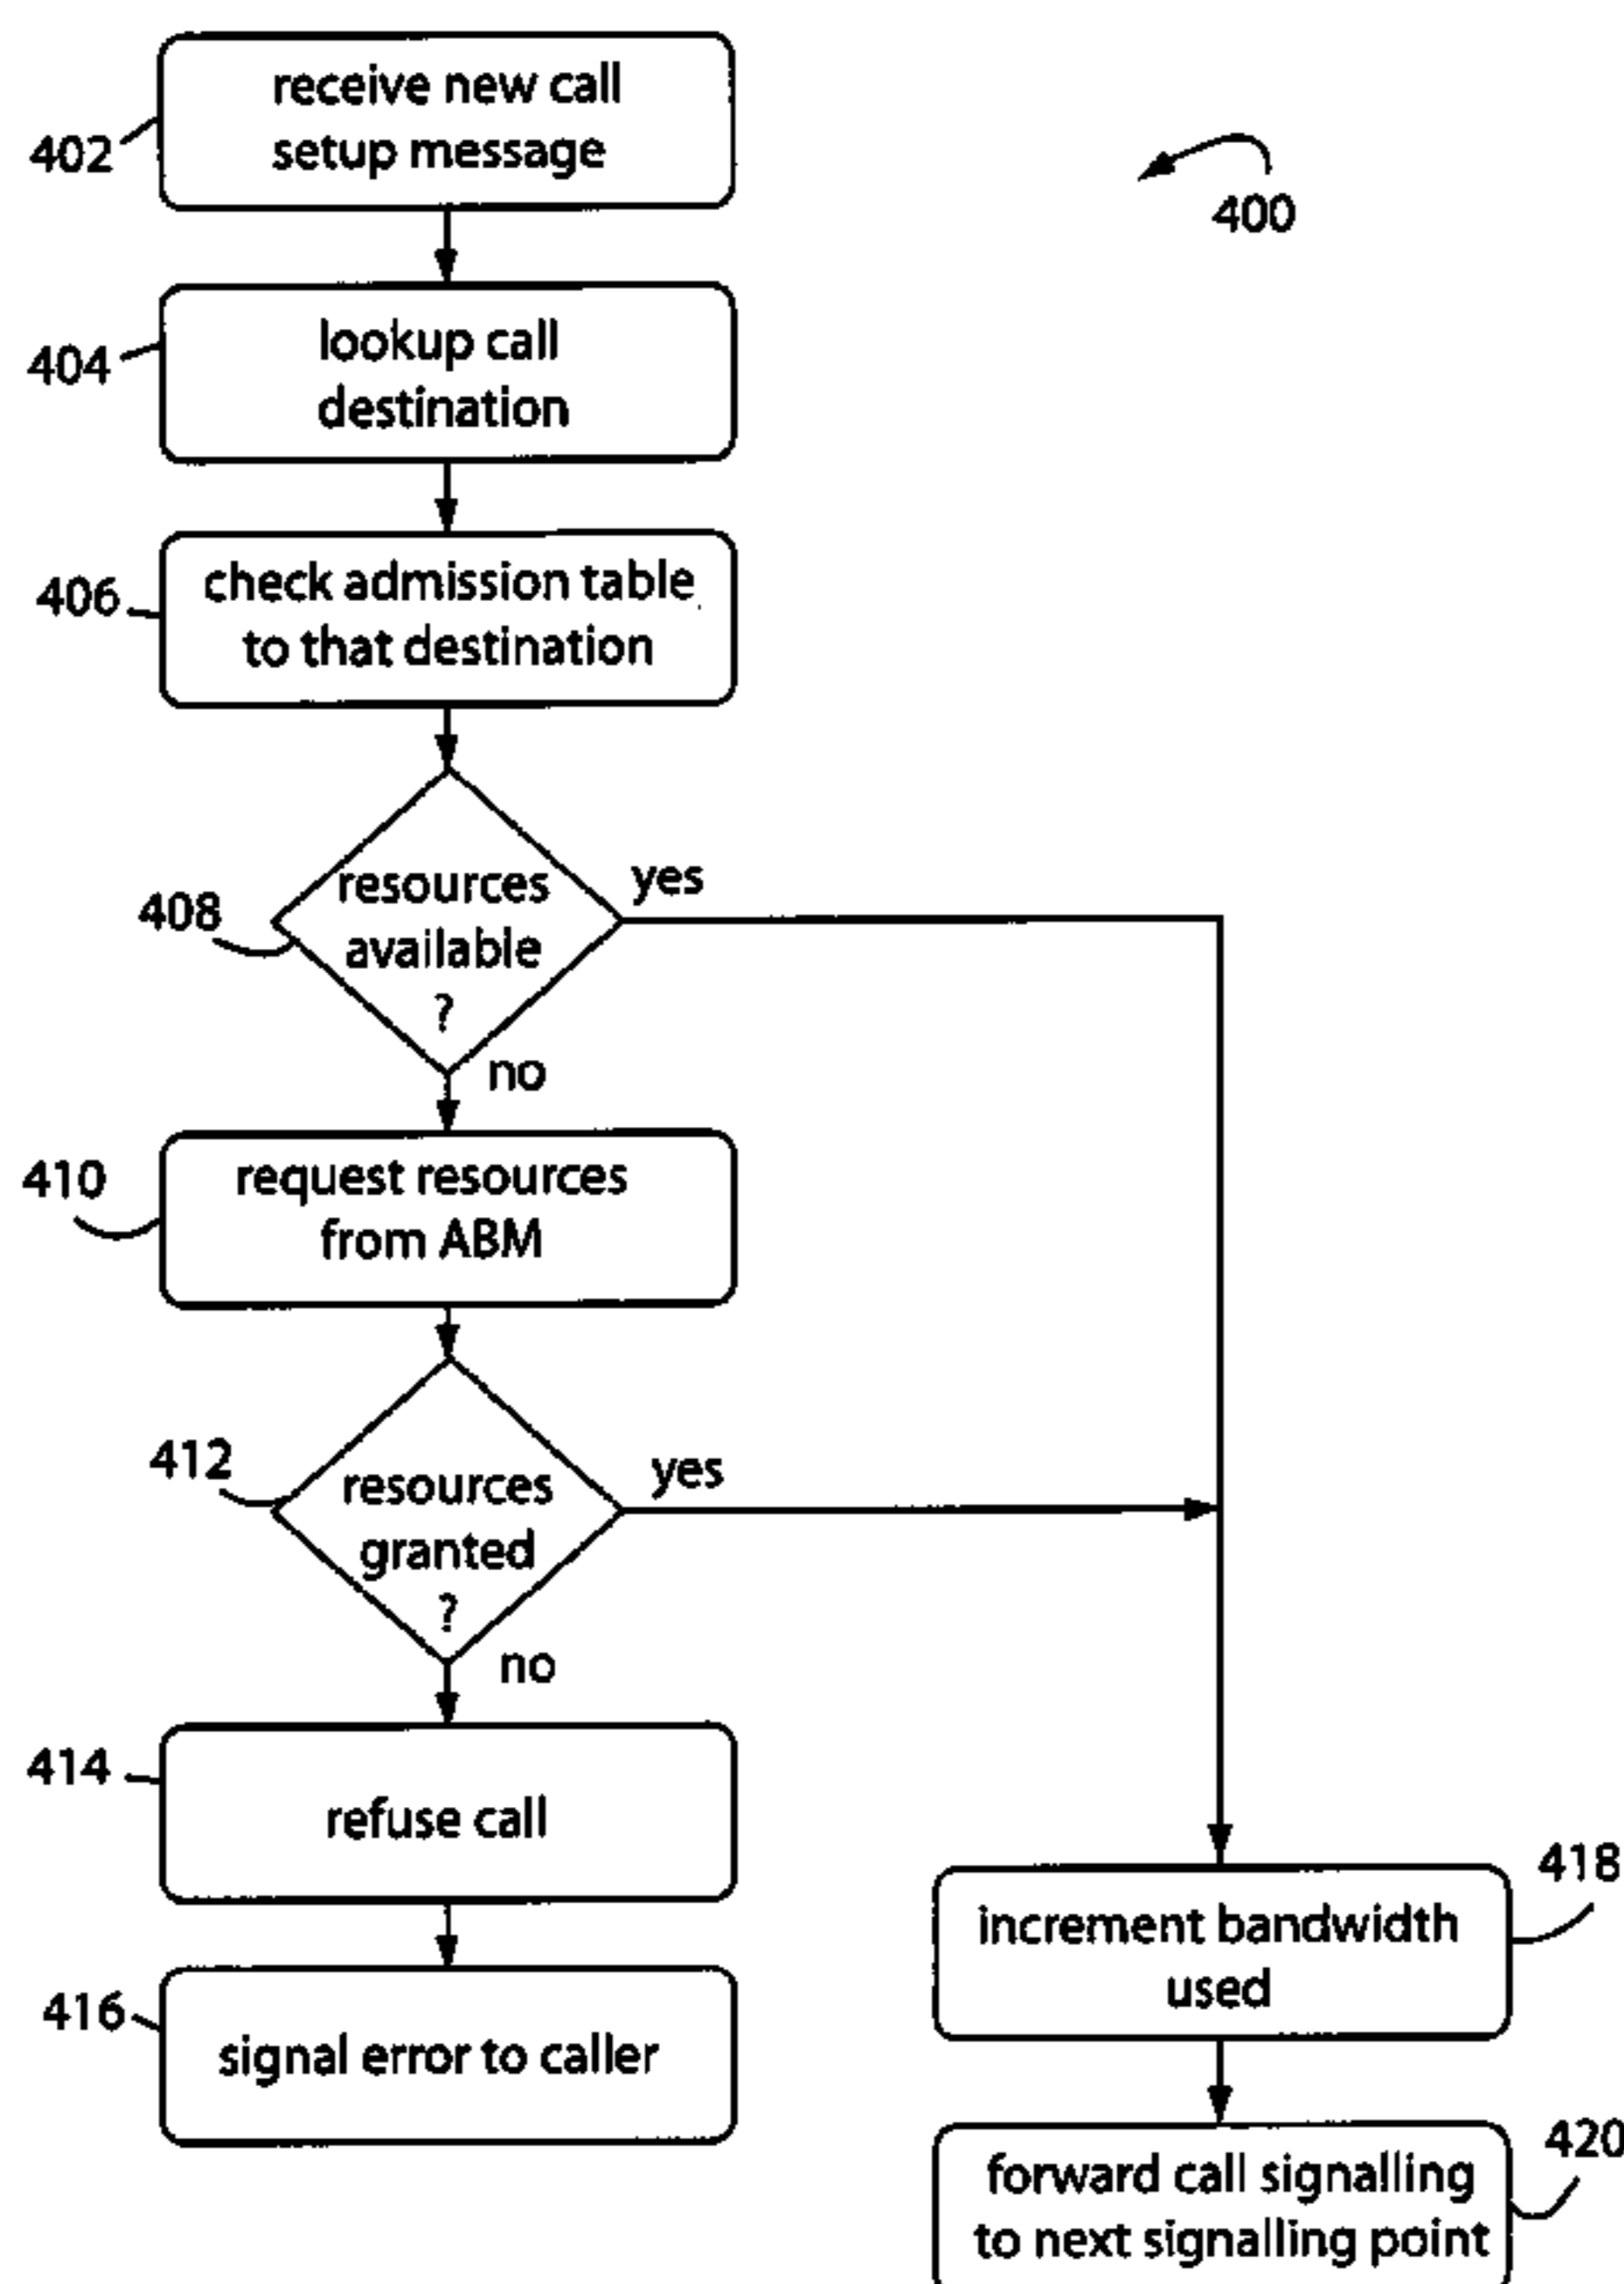 receive new call
setup message
402
400
lookup call
destination
404
check admission table
to that destination
406
resources
available
?
408
yes
no
request resources
from ABM
410
resources
granted
?
412
yes
no
refuse call
414
signal error to caller
416
increment bandwidth
used
418
forward call signalling
to next signalling point
420